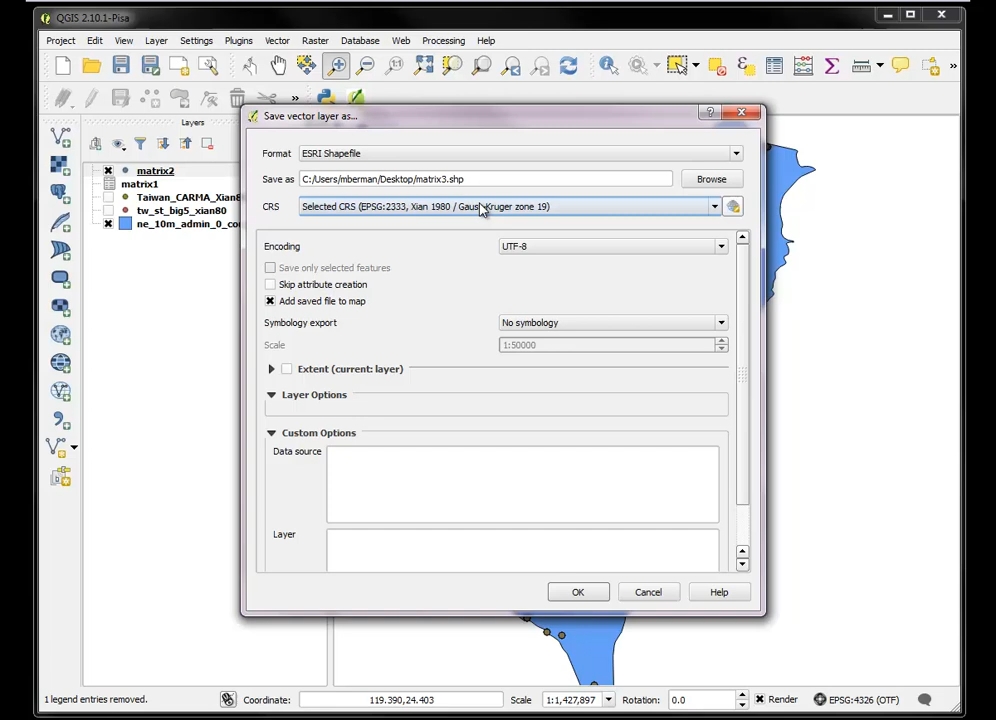 QGIS 2.10.1-Pisa
Project Edit View Layer Settings Plugins Vector Raster Database Web Processing Help
Save vector layer as...
Layers
matrix2
matrix1
Taiwan_CARMA_Xian8
tw_st_big5_xian80
ne_10m_admin_0_co
Format ESRI Shapefile
Save as C:/Users/mberman/Desktop/matrix3.shp Browse
CRS Selected CRS (EPSG:2333, Xian 1980 / Gauss-Kruger zone 19)
Encoding UTF-8
Save only selected features
Skip attribute creation
Add saved file to map
Symbology export No symbology
Scale 1:50000
Extent (current: layer)
Layer Options
Custom Options
Data source
Layer
OK Cancel Help
1 legend entries removed. Coordinate: 119.390,24.403 Scale 1:1,427,897 Rotation: 0.0 Render EPSG:4326 (OTF)